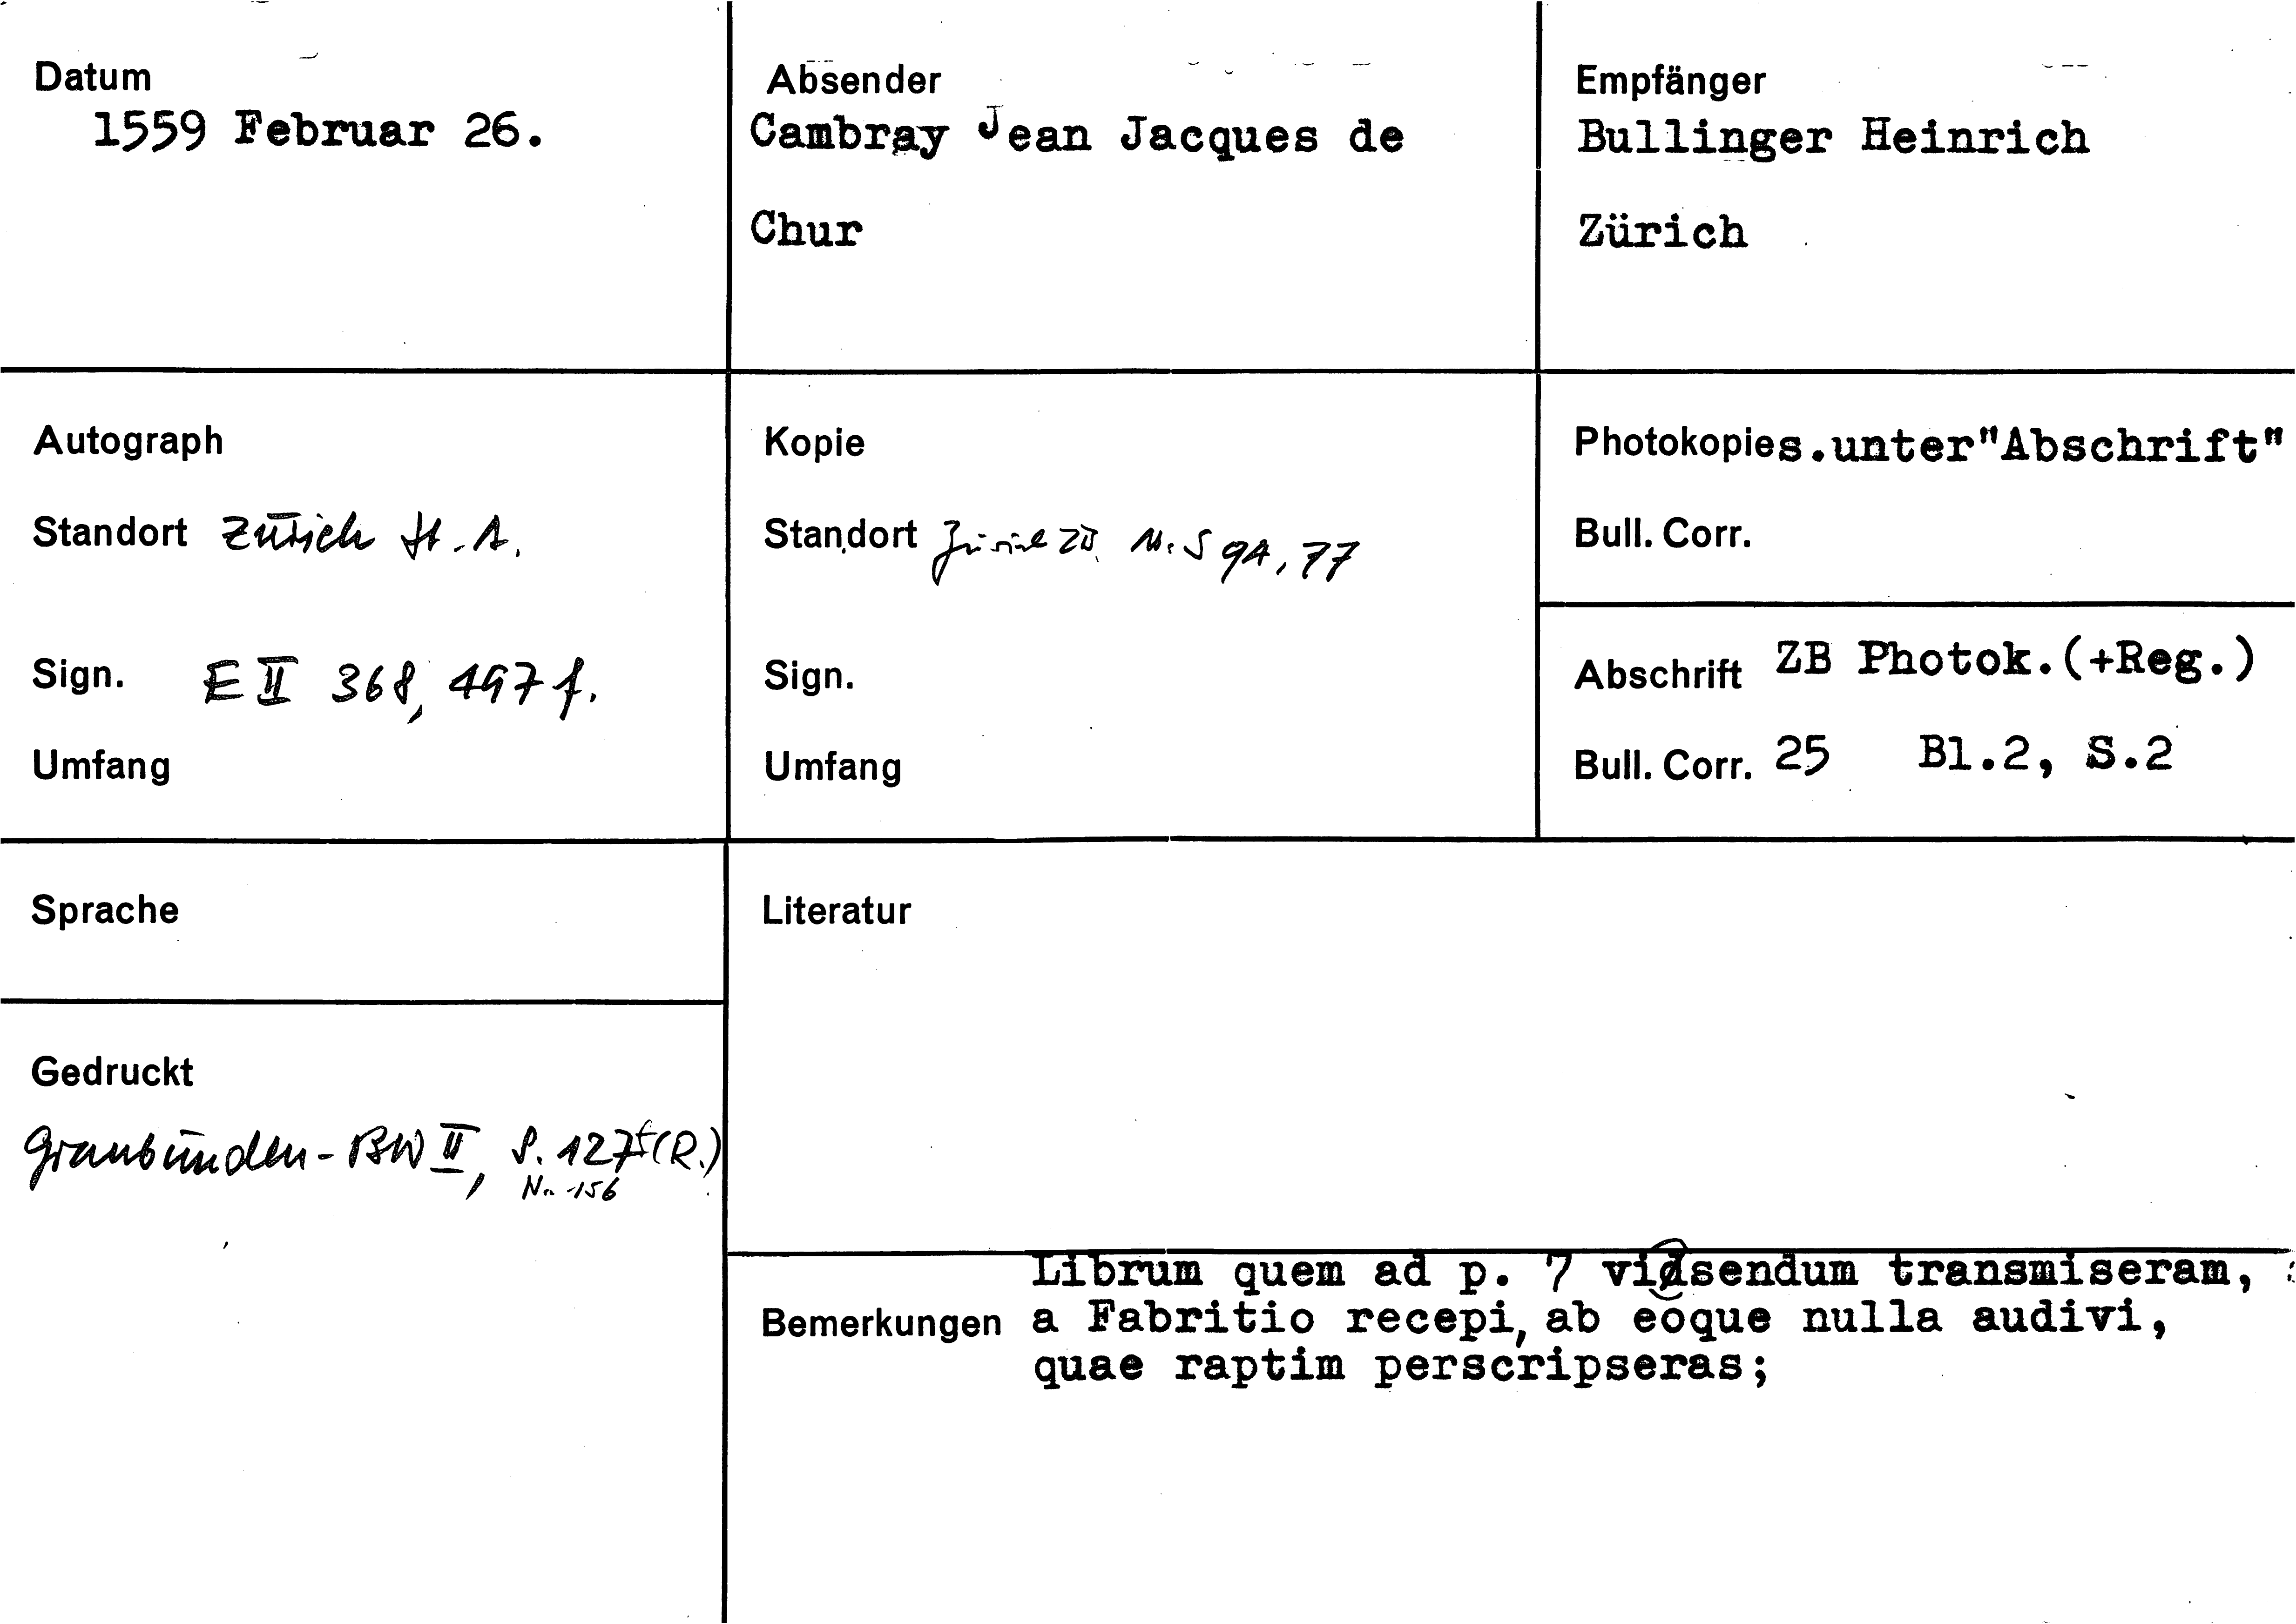 Datum
1559 Februar 26.
Absender
Cambray Jean Jacques de
Chur
Empfänger
Bullinger Heinrich
Zürich
Autograph
Standort Zürich St. A.
Sign. E II 368, 497 f.
Umfang
Kopie
Standort Zürich ZB Ms S 94, 77
Sign.
Umfang
Photokopie s.unter"Abschrift"
Bull. Corr.
Abschrift ZB Photok.(+Reg.)
Bull. Corr. 25 Bl.2, S.2
Sprache
Literatur
Gedruckt
Graubünden-BW II, S. 127 (R.)
No. 156
Bemerkungen
Librum quem ad p. 7 visendum transmiseram,
a Fabritio recepi, ab eoque nulla audivi,
quae raptim perscripseras;